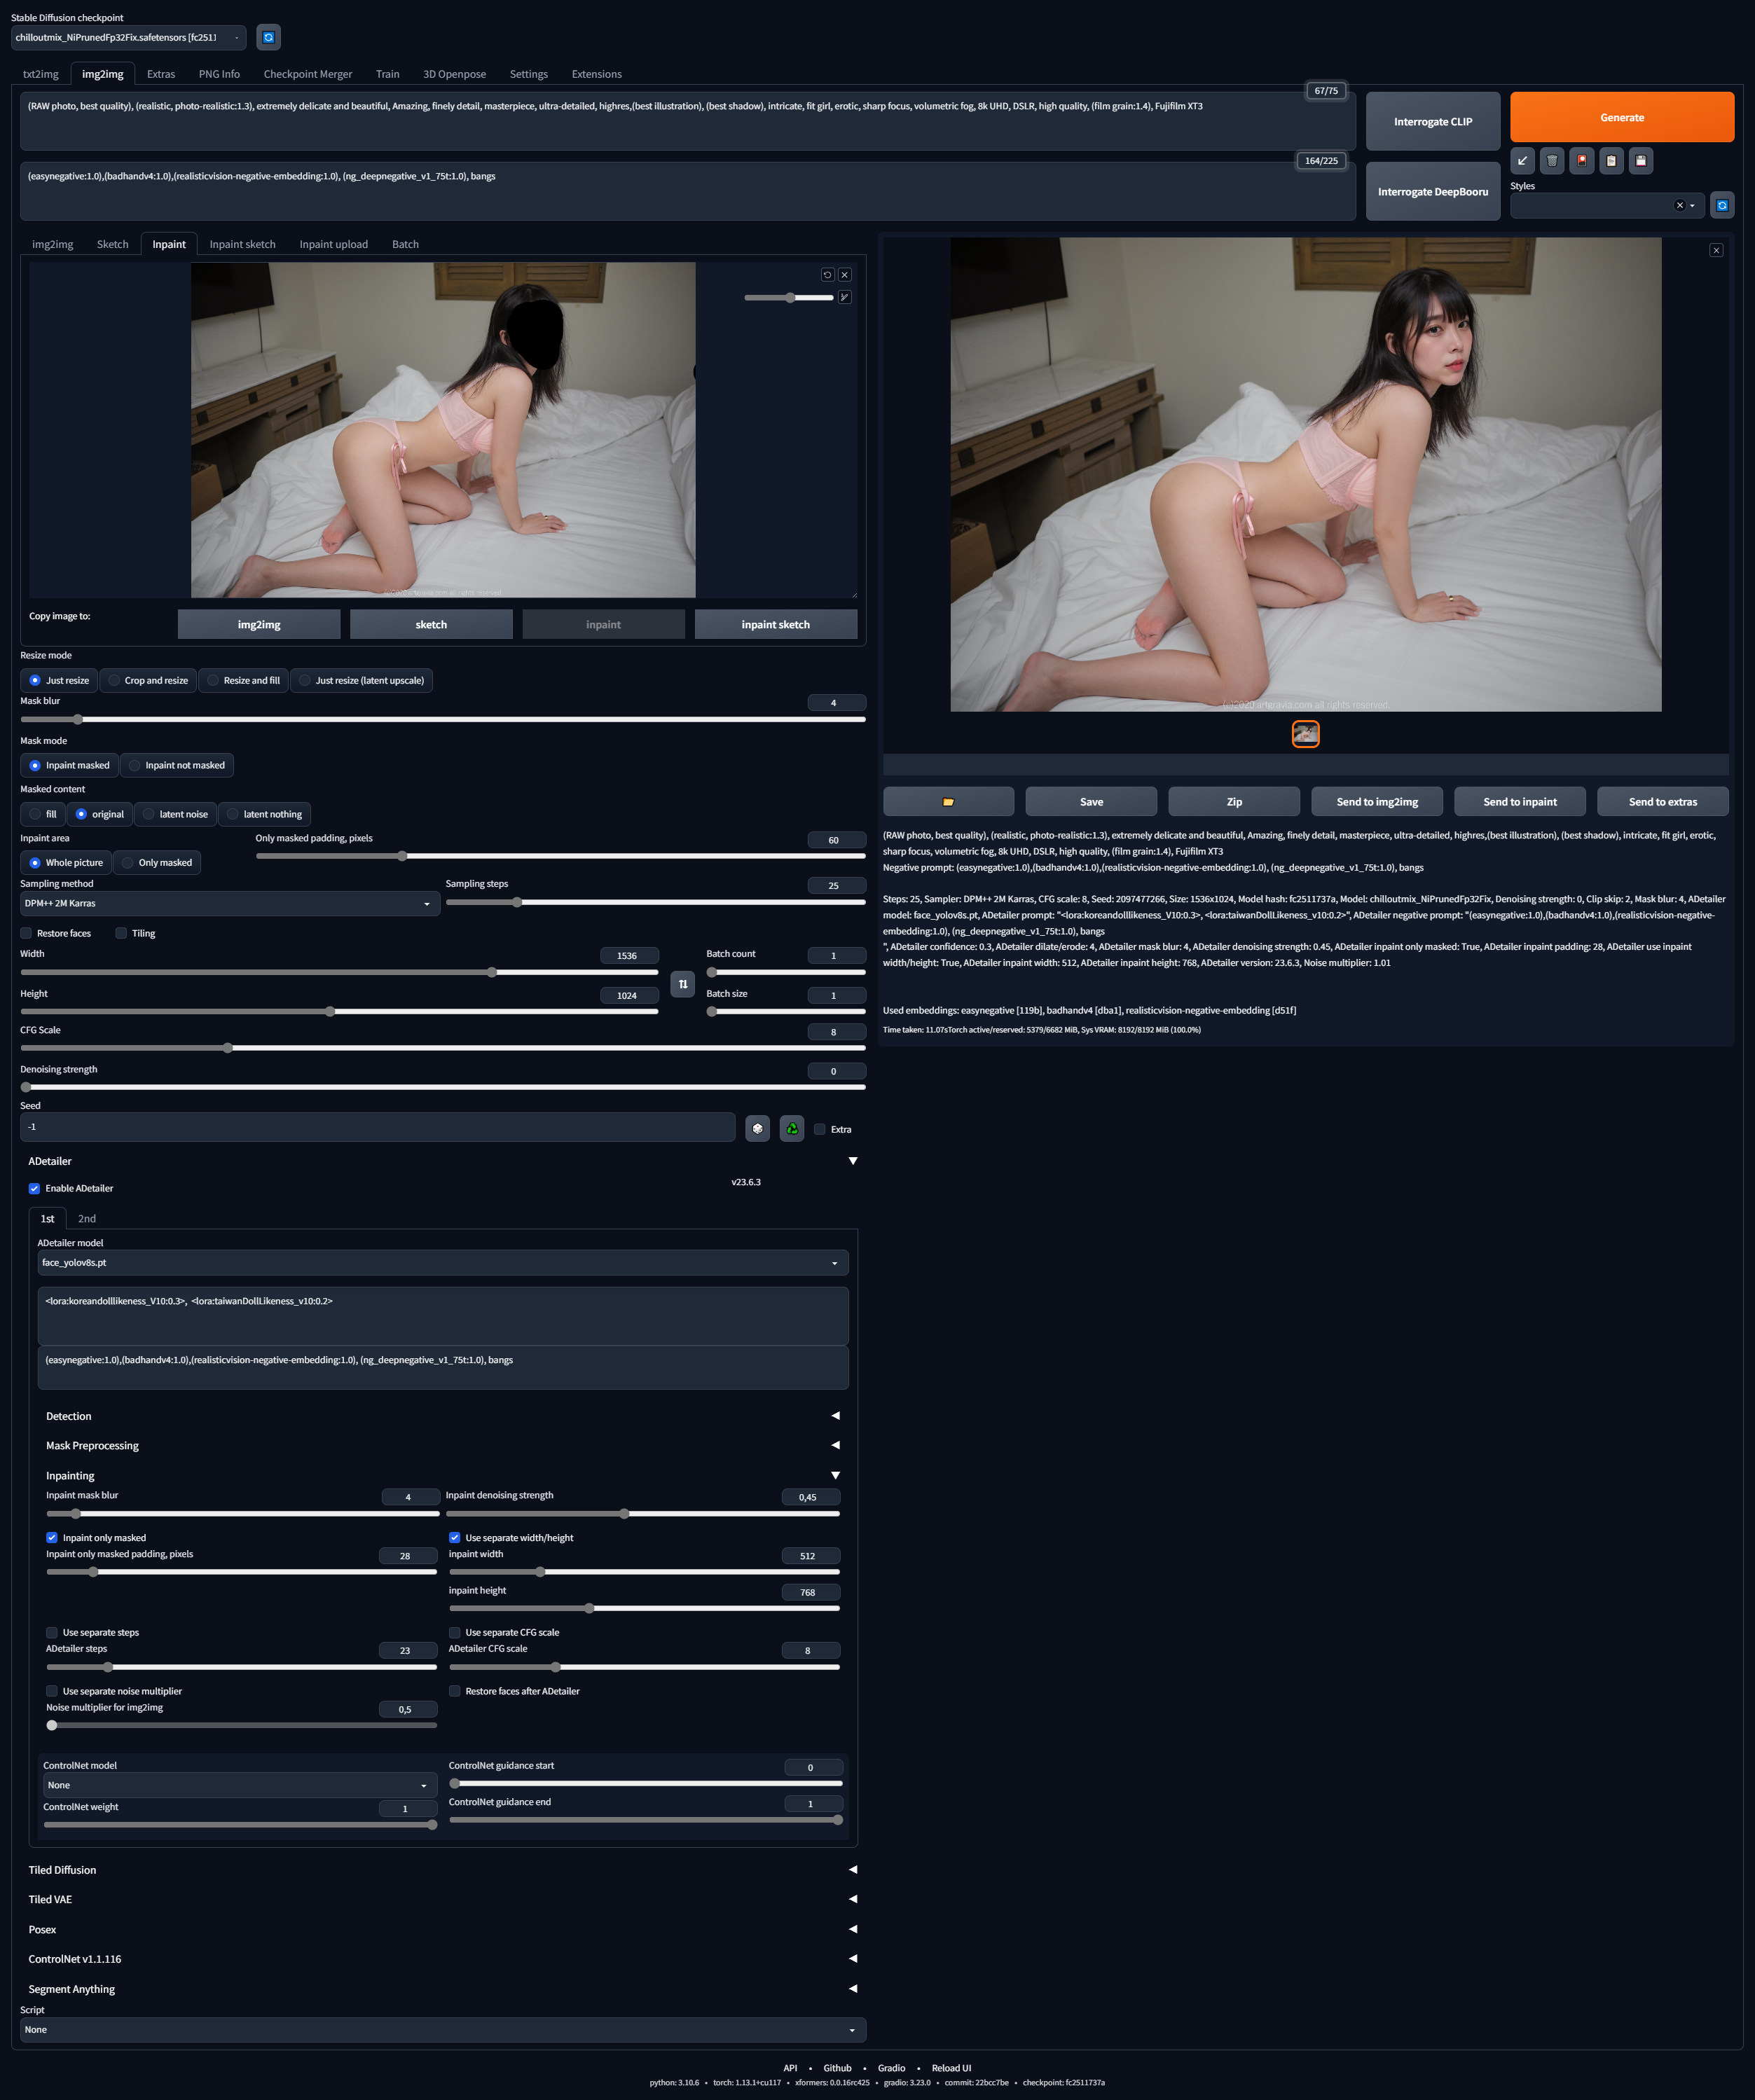 Stable Diffusion checkpoint
chilloutmix_NiPrunedFp32Fix.safetensors [fc2511
txt2img img2img Extras PNG Info Checkpoint Merger Train 3D Openpose Settings Extensions
67/75
(RAW photo, best quality), (realistic, photo-realistic:1.3), extremely delicate and beautiful, Amazing, finely detail, masterpiece, ultra-detailed, highres,(best illustration), (best shadow), intricate, fit girl, erotic, sharp focus, volumetric fog, 8k UHD, DSLR, high quality, (film grain:1.4), Fujifilm XT3
Interrogate CLIP
Generate
164/225
(easynegative:1.0),(badhandv4:1.0),(realisticvision-negative-embedding:1.0), (ng_deepnegative_v1_75t:1.0), bangs
Interrogate DeepBooru
Styles
img2img Sketch Inpaint Inpaint sketch Inpaint upload Batch
Copy image to:
img2img sketch inpaint inpaint sketch
Resize mode
Just resize Crop and resize Resize and fill Just resize (latent upscale)
Mask blur 4
Mask mode
Inpaint masked Inpaint not masked
Masked content
fill original latent noise latent nothing
Inpaint area Only masked padding, pixels 60
Whole picture Only masked
Sampling method Sampling steps 25
DPM++ 2M Karras
Restore faces Tiling
Width 1536 Batch count 1
Height 1024 Batch size 1
CFG Scale 8
Denoising strength 0
Seed
-1 Extra
ADetailer
Enable ADetailer v23.6.3
1st 2nd
ADetailer model
face_yolov8s.pt
<lora:koreandolllikeness_V10:0.3>, <lora:taiwanDollLikeness_v10:0.2>
(easynegative:1.0),(badhandv4:1.0),(realisticvision-negative-embedding:1.0), (ng_deepnegative_v1_75t:1.0), bangs
Detection
Mask Preprocessing
Inpainting
Inpaint mask blur 4 Inpaint denoising strength 0,45
Inpaint only masked Use separate width/height
Inpaint only masked padding, pixels 28 inpaint width 512
inpaint height 768
Use separate steps Use separate CFG scale
ADetailer steps 23 ADetailer CFG scale 8
Use separate noise multiplier Restore faces after ADetailer
Noise multiplier for img2img 0,5
ControlNet model ControlNet guidance start 0
None
ControlNet weight 1 ControlNet guidance end 1
Tiled Diffusion
Tiled VAE
Posex
ControlNet v1.1.116
Segment Anything
Script
None
(c)2020 artgravia.com all rights reserved.
Save Zip Send to img2img Send to inpaint Send to extras
(RAW photo, best quality), (realistic, photo-realistic:1.3), extremely delicate and beautiful, Amazing, finely detail, masterpiece, ultra-detailed, highres,(best illustration), (best shadow), intricate, fit girl, erotic,
sharp focus, volumetric fog, 8k UHD, DSLR, high quality, (film grain:1.4), Fujifilm XT3
Negative prompt: (easynegative:1.0),(badhandv4:1.0),(realisticvision-negative-embedding:1.0), (ng_deepnegative_v1_75t:1.0), bangs
Steps: 25, Sampler: DPM++ 2M Karras, CFG scale: 8, Seed: 2097477266, Size: 1536x1024, Model hash: fc2511737a, Model: chilloutmix_NiPrunedFp32Fix, Denoising strength: 0, Clip skip: 2, Mask blur: 4, ADetailer
model: face_yolov8s.pt, ADetailer prompt: "<lora:koreandolllikeness_V10:0.3>, <lora:taiwanDollLikeness_v10:0.2>", ADetailer negative prompt: "(easynegative:1.0),(badhandv4:1.0),(realisticvision-negative-
embedding:1.0), (ng_deepnegative_v1_75t:1.0), bangs
", ADetailer confidence: 0.3, ADetailer dilate/erode: 4, ADetailer mask blur: 4, ADetailer denoising strength: 0.45, ADetailer inpaint only masked: True, ADetailer inpaint padding: 28, ADetailer use inpaint
width/height: True, ADetailer inpaint width: 512, ADetailer inpaint height: 768, ADetailer version: 23.6.3, Noise multiplier: 1.01
Used embeddings: easynegative [119b], badhandv4 [dba1], realisticvision-negative-embedding [d51f]
Time taken: 11.07sTorch active/reserved: 5379/6682 MiB, Sys VRAM: 8192/8192 MiB (100.0%)
API • Github • Gradio • Reload UI
python: 3.10.6 • torch: 1.13.1+cu117 • xformers: 0.0.16rc425 • gradio: 3.23.0 • commit: 22bcc7be • checkpoint: fc2511737a